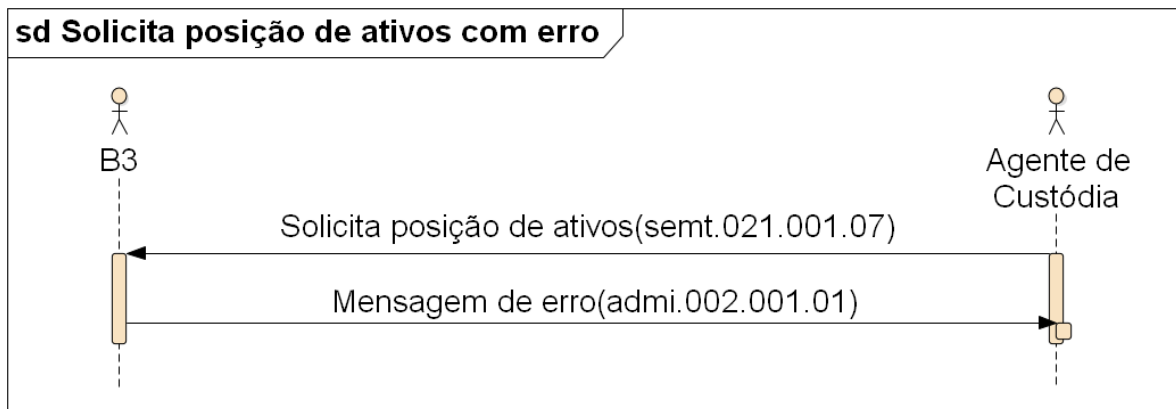 sd Solicita posição de ativos com erro
B3
Agente de
Custódia
Solicita posição de ativos(semt.021.001.07)
Mensagem de erro(admi.002.001.01)